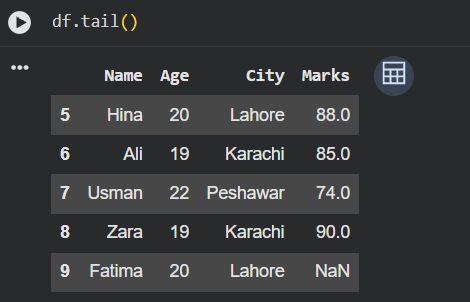 df.tail()
Name Age City Marks
5 Hina 20 Lahore 88.0
6 Ali 19 Karachi 85.0
7 Usman 22 Peshawar 74.0
8 Zara 19 Karachi 90.0
9 Fatima 20 Lahore NaN